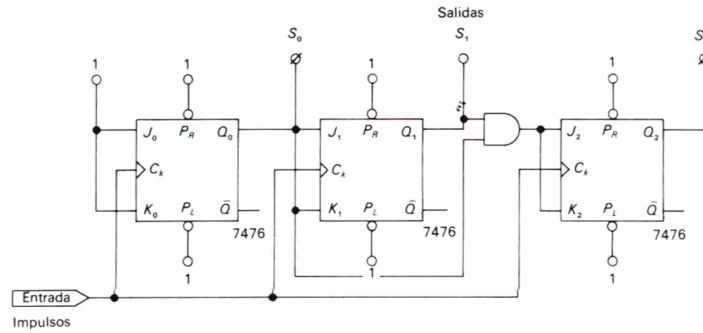 Salidas
S₀ S₁ S
1 1 1 1
J₀ P_R Q₀ J₁ P_R Q₁ J₂ P_R Q₂
C_k C_k C_k
K₀ P_L Q̄ K₁ P_L Q̄ K₂ P_L Q̄
7476 7476 7476
1 1 1
Entrada
Impulsos